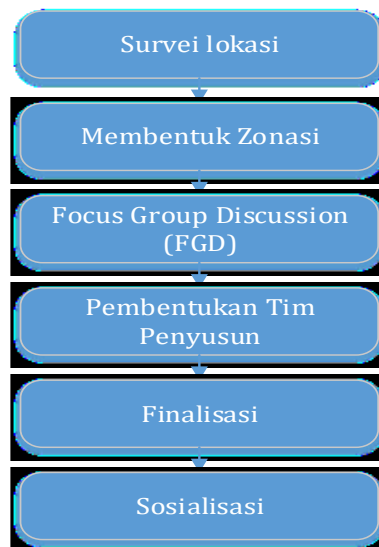 Survei lokasi
Membentuk Zonasi
Focus Group Discussion
(FGD)
Pembentukan Tim
Penyusun
Finalisasi
Sosialisasi